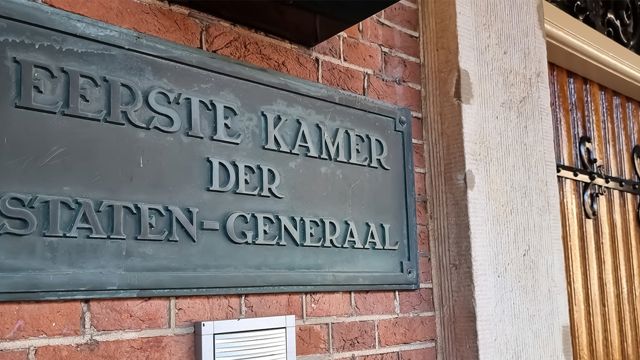 EERSTE KAMER
DER
STATEN-GENERAAL